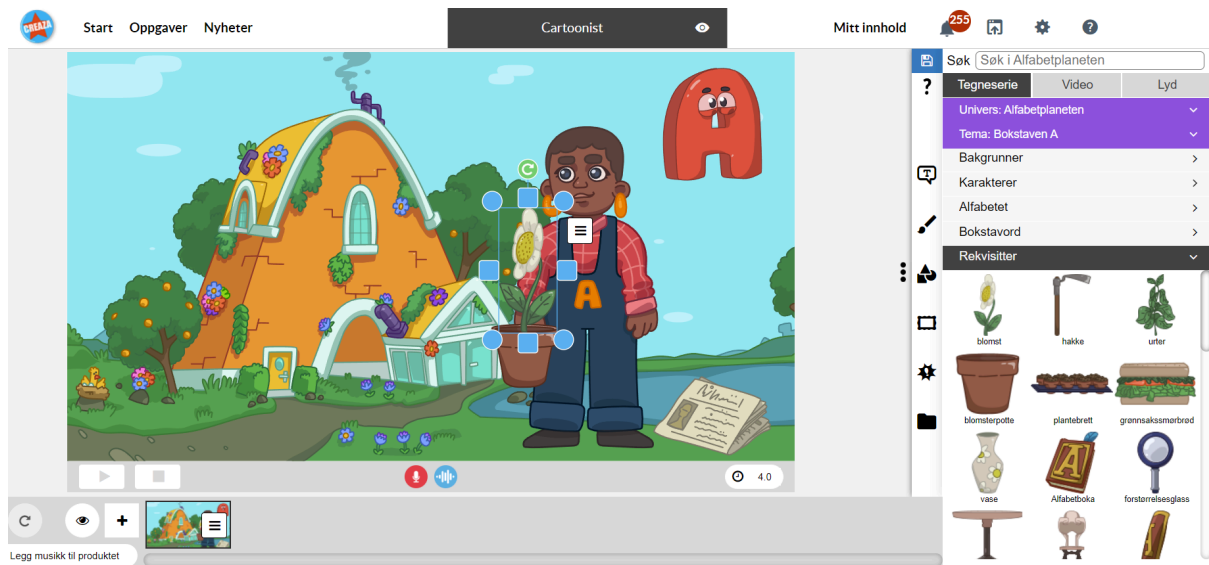 CREAZA
Start Oppgaver Nyheter
Cartoonist
Mitt innhold
255
Søk Søk i Alfabetplaneten
Tegneserie Video Lyd
Univers: Alfabetplaneten
Tema: Bokstaven A
Bakgrunner
Karakterer
Alfabetet
Bokstavord
Rekvisitter
blomst hakke urter
blomsterpotte plantebrett grønnsakssmørbrød
vase Alfabetboka forstørrelsesglass
A
A
A
T
4.0
Legg musikk til produktet